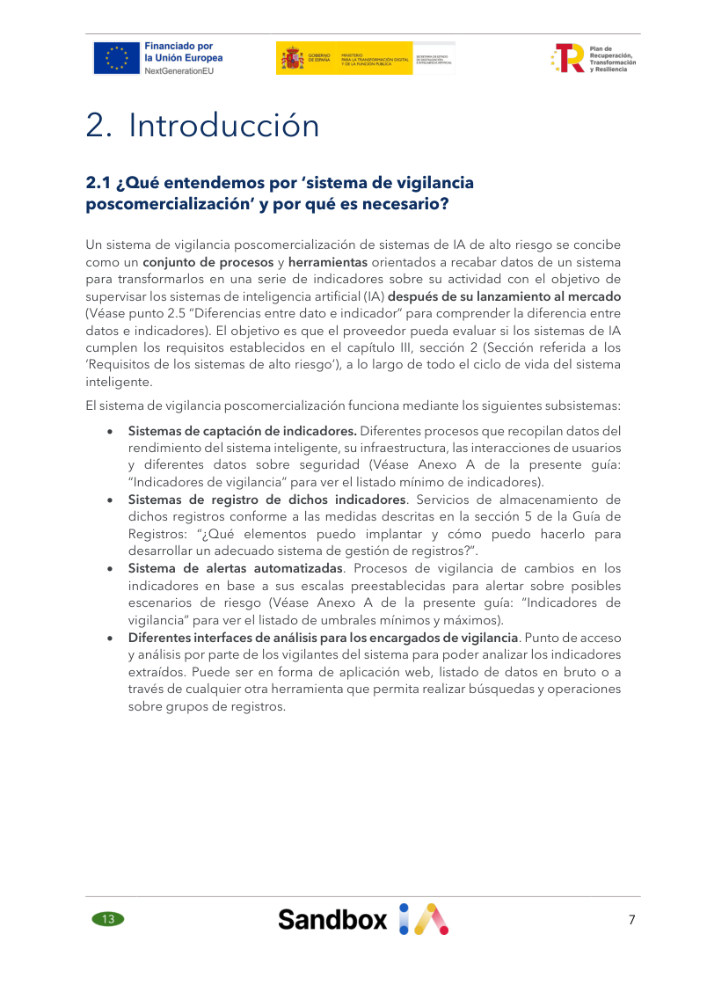 Financiado por
la Unión Europea
NextGenerationEU
GOBIERNO
DE ESPAÑA
MINISTERIO
PARA LA TRANSFORMACIÓN DIGITAL
Y DE LA FUNCIÓN PÚBLICA
SECRETARÍA DE ESTADO
DE DIGITALIZACIÓN
E INTELIGENCIA ARTIFICIAL
Plan de
Recuperación,
Transformación
y Resiliencia
2. Introducción
2.1 ¿Qué entendemos por ‘sistema de vigilancia
poscomercialización’ y por qué es necesario?
Un sistema de vigilancia poscomercialización de sistemas de IA de alto riesgo se concibe
como un conjunto de procesos y herramientas orientados a recabar datos de un sistema
para transformarlos en una serie de indicadores sobre su actividad con el objetivo de
supervisar los sistemas de inteligencia artificial (IA) después de su lanzamiento al mercado
(Véase punto 2.5 “Diferencias entre dato e indicador” para comprender la diferencia entre
datos e indicadores). El objetivo es que el proveedor pueda evaluar si los sistemas de IA
cumplen los requisitos establecidos en el capítulo III, sección 2 (Sección referida a los
‘Requisitos de los sistemas de alto riesgo’), a lo largo de todo el ciclo de vida del sistema
inteligente.
El sistema de vigilancia poscomercialización funciona mediante los siguientes subsistemas:
• Sistemas de captación de indicadores. Diferentes procesos que recopilan datos del
rendimiento del sistema inteligente, su infraestructura, las interacciones de usuarios
y diferentes datos sobre seguridad (Véase Anexo A de la presente guía:
“Indicadores de vigilancia” para ver el listado mínimo de indicadores).
• Sistemas de registro de dichos indicadores. Servicios de almacenamiento de
dichos registros conforme a las medidas descritas en la sección 5 de la Guía de
Registros: “¿Qué elementos puedo implantar y cómo puedo hacerlo para
desarrollar un adecuado sistema de gestión de registros?”.
• Sistema de alertas automatizadas. Procesos de vigilancia de cambios en los
indicadores en base a sus escalas preestablecidas para alertar sobre posibles
escenarios de riesgo (Véase Anexo A de la presente guía: “Indicadores de
vigilancia” para ver el listado de umbrales mínimos y máximos).
• Diferentes interfaces de análisis para los encargados de vigilancia. Punto de acceso
y análisis por parte de los vigilantes del sistema para poder analizar los indicadores
extraídos. Puede ser en forma de aplicación web, listado de datos en bruto o a
través de cualquier otra herramienta que permita realizar búsquedas y operaciones
sobre grupos de registros.
13
Sandbox IA
7